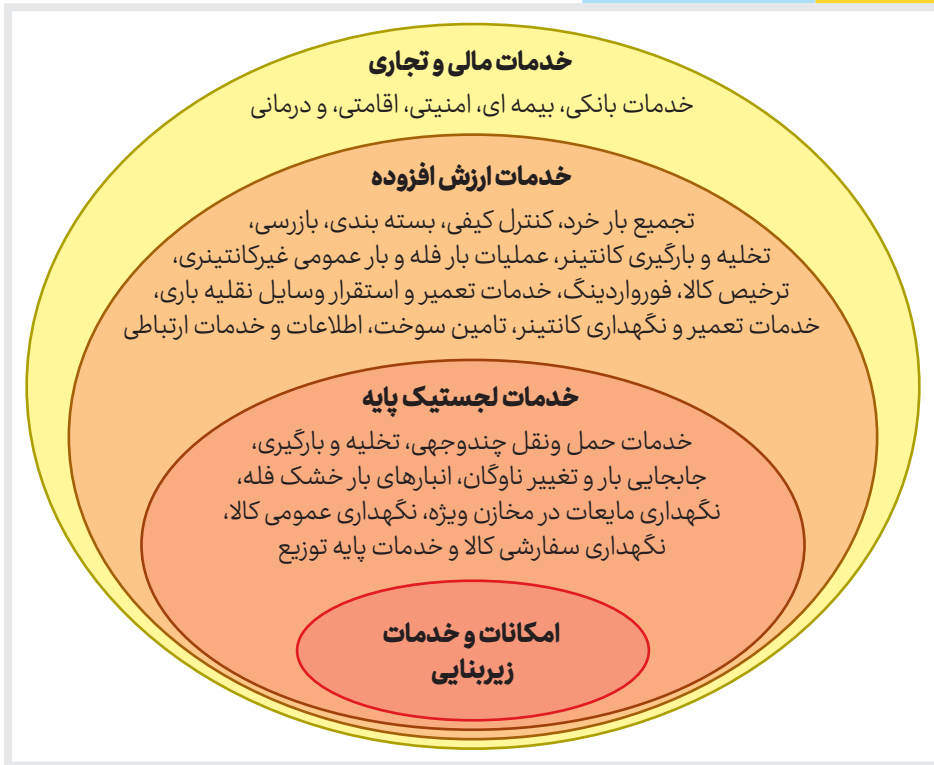 خدمات مالی و تجاری
خدمات بانکی، بیمه ای، امنیتی، اقامتی، و درمانی
خدمات ارزش افزوده
تجمیع بار خرد، کنترل کیفی، بسته بندی، بازرسی،
تخلیه و بارگیری کانتینر، عملیات بار فله و بار عمومی غیرکانتینری،
ترخیص کالا، فورواردینگ، خدمات تعمیر و استقرار وسایل نقلیه باری،
خدمات تعمیر و نگهداری کانتینر، تامین سوخت، اطلاعات و خدمات ارتباطی
خدمات لجستیک پایه
خدمات حمل ونقل چندوجهی، تخلیه و بارگیری،
جابجایی بار و تغییر ناوگان، انبارهای بار خشک فله،
نگهداری مایعات در مخازن ویژه، نگهداری عمومی کالا،
نگهداری سفارشی کالا و خدمات پایه توزیع
امکانات و خدمات
زیربنایی